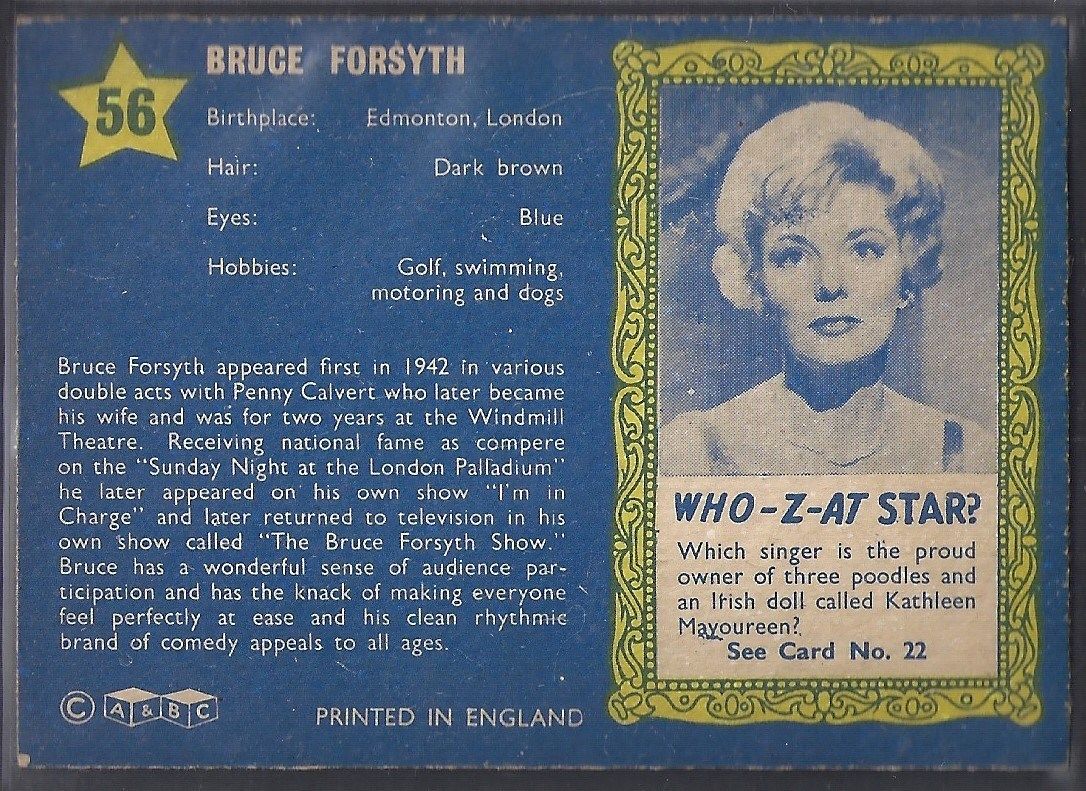 56
BRUCE FORSYTH
Birthplace: Edmonton, London
Hair: Dark brown
Eyes: Blue
Hobbies: Golf, swimming,
motoring and dogs
Bruce Forsyth appeared first in 1942 in various
double acts with Penny Calvert who later became
his wife and was for two years at the Windmill
Theatre. Receiving national fame as compere
on the "Sunday Night at the London Palladium"
he later appeared on his own show "I'm in
Charge" and later returned to television in his
own show called "The Bruce Forsyth Show."
Bruce has a wonderful sense of audience par-
ticipation and has the knack of making everyone
feel perfectly at ease and his clean rhythmic
brand of comedy appeals to all ages.
© A & B C
PRINTED IN ENGLAND
WHO-Z-AT STAR?
Which singer is the proud
owner of three poodles and
an Irish doll called Kathleen
Mavoureen?
See Card No. 22